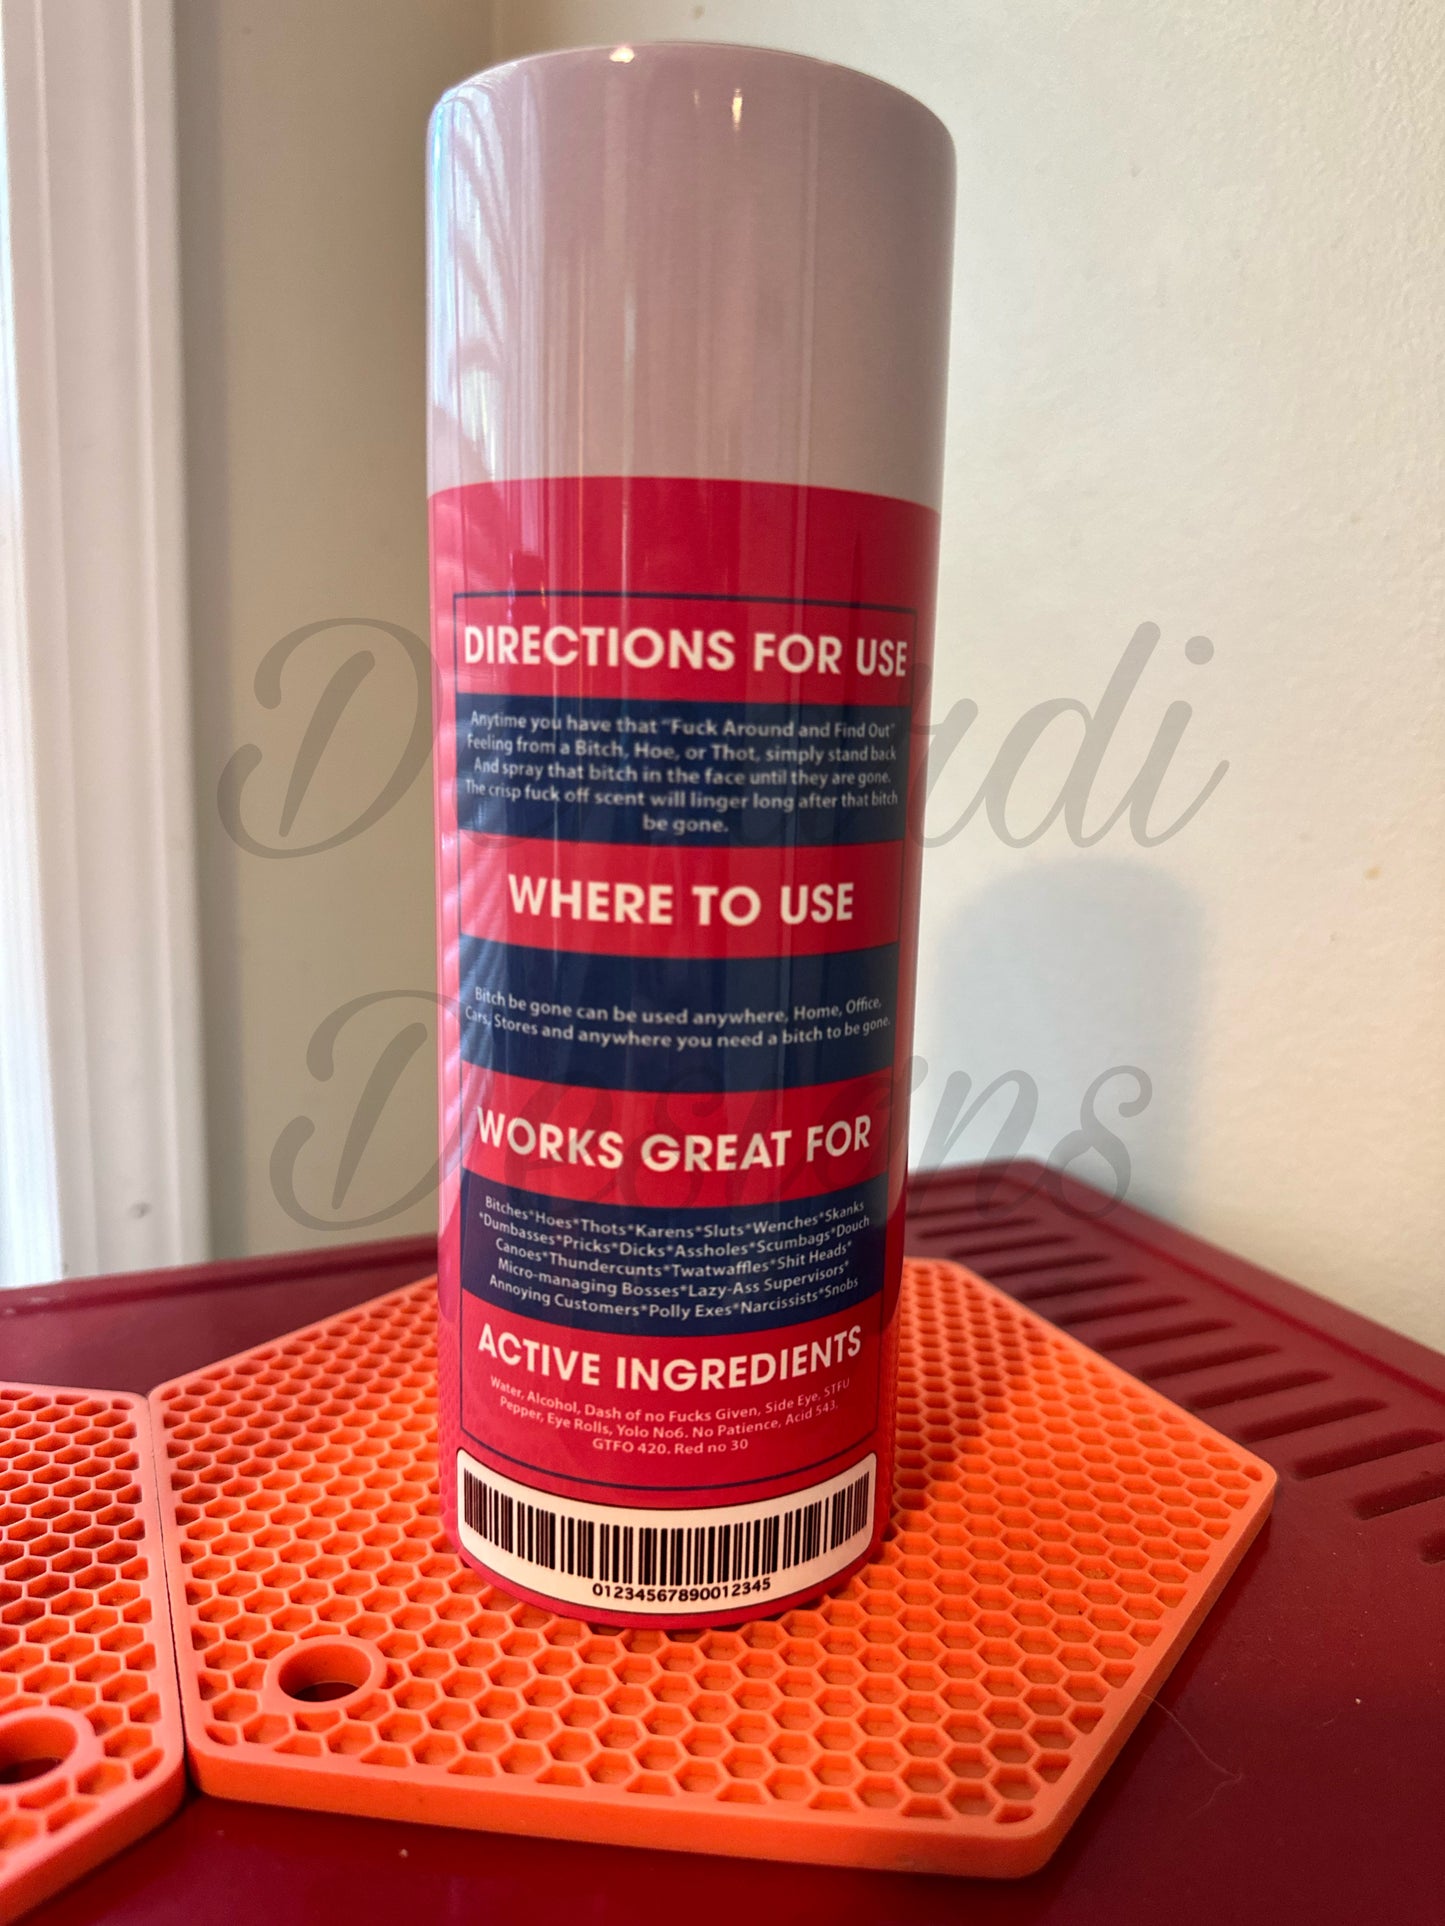 DIRECTIONS FOR USE
Anytime you have that "Fuck Around and Find Out"
Feeling from a Bitch, Hoe, or Thot, simply stand back
And spray that bitch in the face until they are gone.
The crisp fuck off scent will linger long after that bitch
be gone.
WHERE TO USE
Bitch be gone can be used anywhere, Home, Office,
Cars, Stores and anywhere you need a bitch to be gone.
WORKS GREAT FOR
Bitches*Hoes*Thots*Karens*Sluts*Wenches*Skanks
*Dumbasses*Pricks*Dicks*Assholes*Scumbags*Douch
Canoes*Thundercunts*Twatwaffles*Shit Heads*
Micro-managing Bosses*Lazy-Ass Supervisors*
Annoying Customers*Polly Exes*Narcissists*Snobs
ACTIVE INGREDIENTS
Water, Alcohol, Dash of no Fucks Given, Side Eye, STFU
Pepper, Eye Rolls, Yolo No6. No Patience, Acid 543.
GTFO 420. Red no 30
01234567890012345
Designs